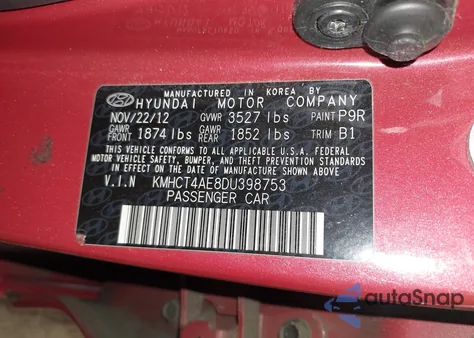 MANUFACTURED IN KOREA BY
HYUNDAI MOTOR COMPANY
NOV/22/12 GVWR 3527 lbs PAINT P9R
GAWR FRONT 1874 lbs GAWR REAR 1852 lbs TRIM B1
THIS VEHICLE CONFORMS TO ALL APPLICABLE U.S.A. FEDERAL
MOTOR VEHICLE SAFETY, BUMPER, AND THEFT PREVENTION
STANDARDS IN EFFECT ON THE DATE OF MANUFACTURE SHOWN
ABOVE.
V.I.N KMHCT4AE8DU398753
PASSENGER CAR
autoSnap